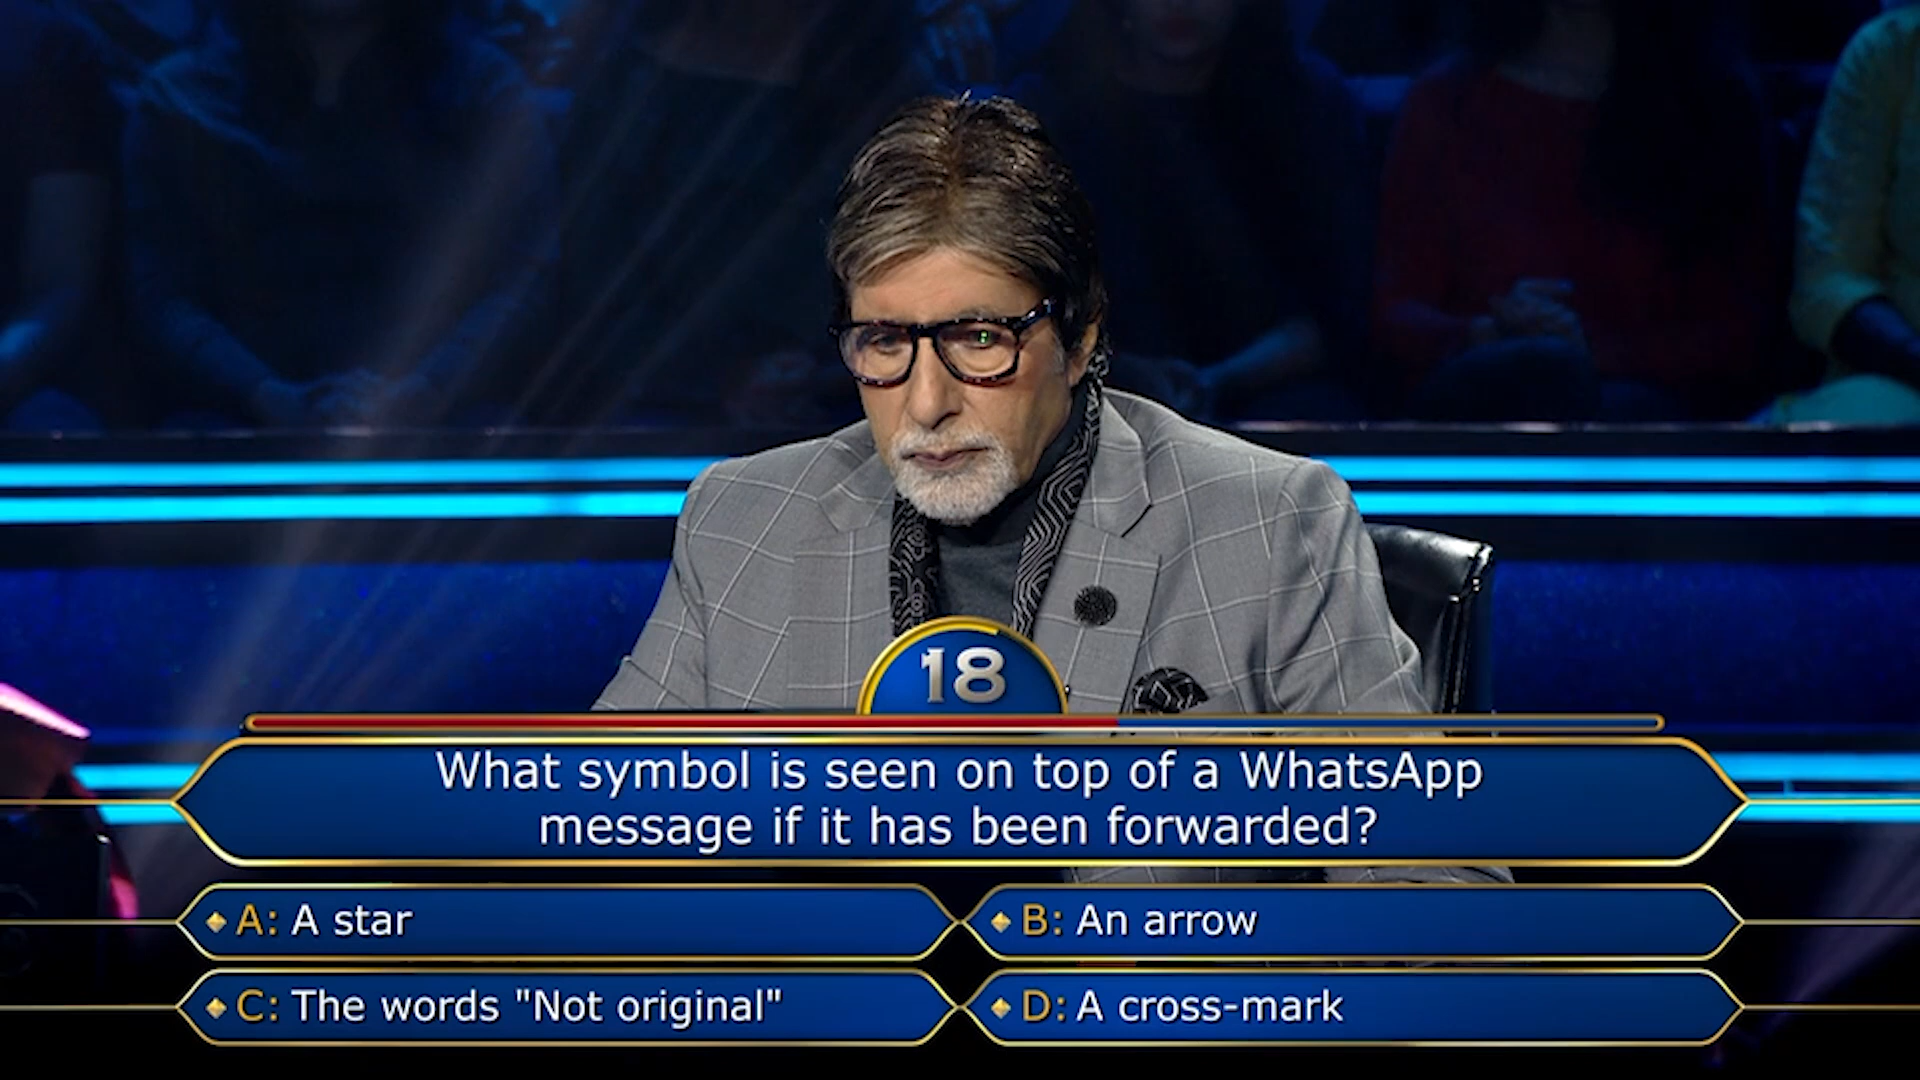 18
What symbol is seen on top of a WhatsApp
message if it has been forwarded?
A: A star
B: An arrow
C: The words "Not original"
D: A cross-mark